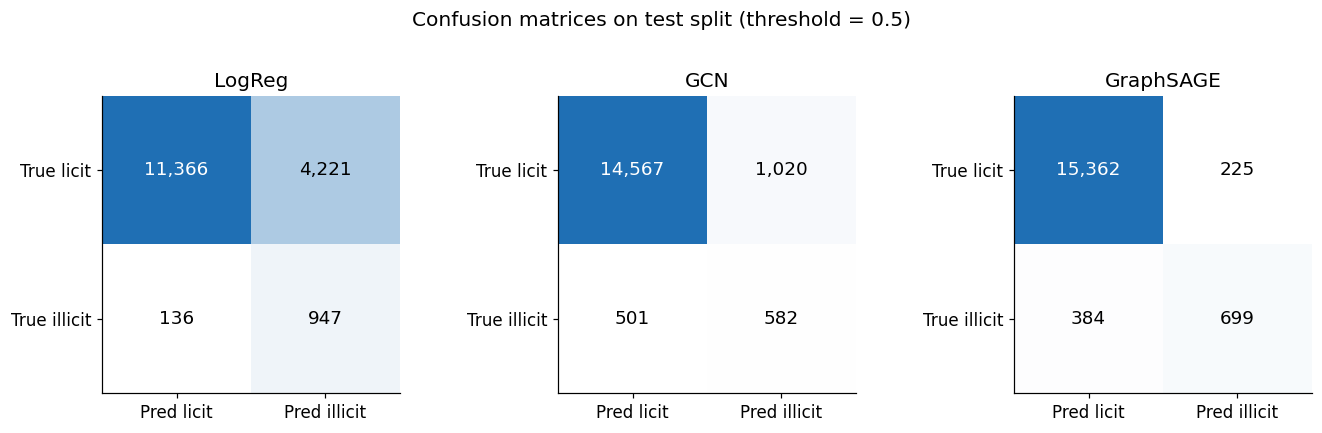 Confusion matrices on test split (threshold = 0.5)
LogReg
True licit
11,366
4,221
True illicit
136
947
Pred licit
Pred illicit
GCN
True licit
14,567
1,020
True illicit
501
582
Pred licit
Pred illicit
GraphSAGE
True licit
15,362
225
True illicit
384
699
Pred licit
Pred illicit